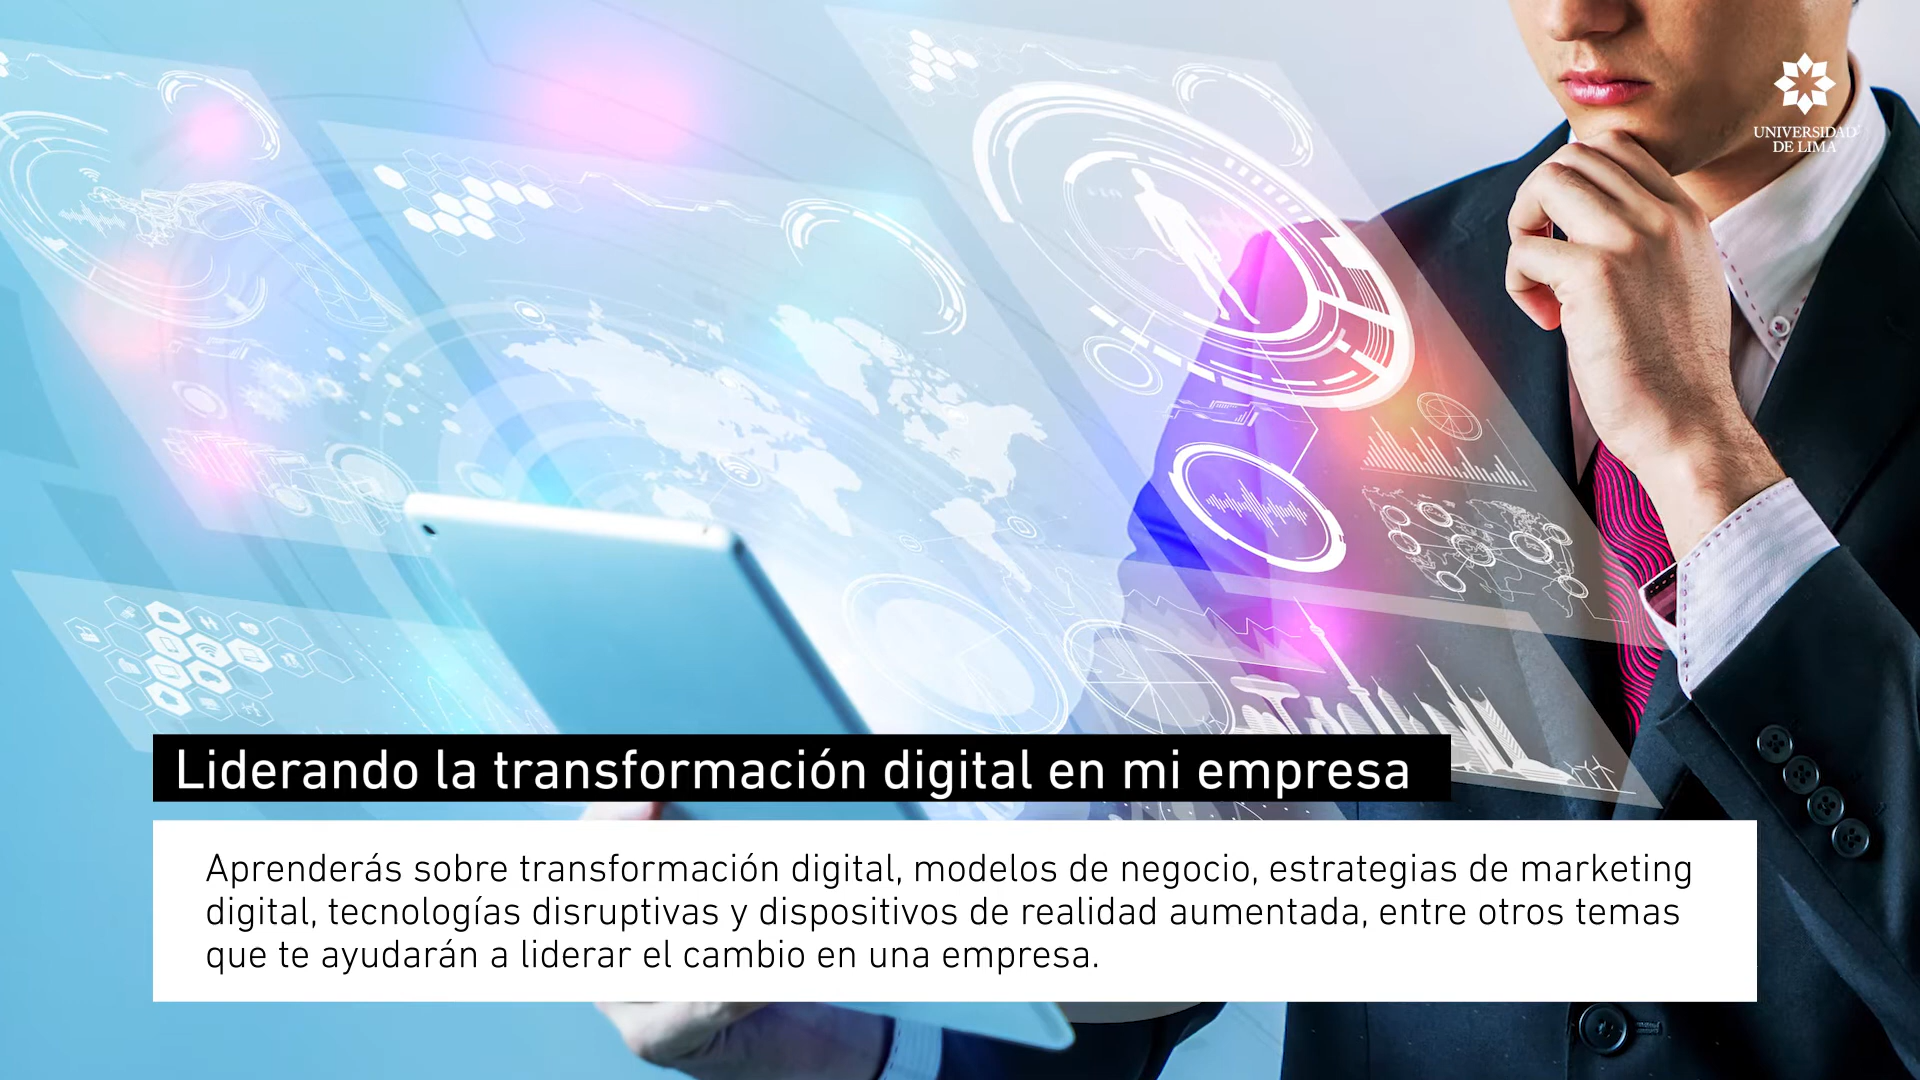 UNIVERSIDAD
DE LIMA
Liderando la transformación digital en mi empresa
Aprenderás sobre transformación digital, modelos de negocio, estrategias de marketing
digital, tecnologías disruptivas y dispositivos de realidad aumentada, entre otros temas
que te ayudarán a liderar el cambio en una empresa.